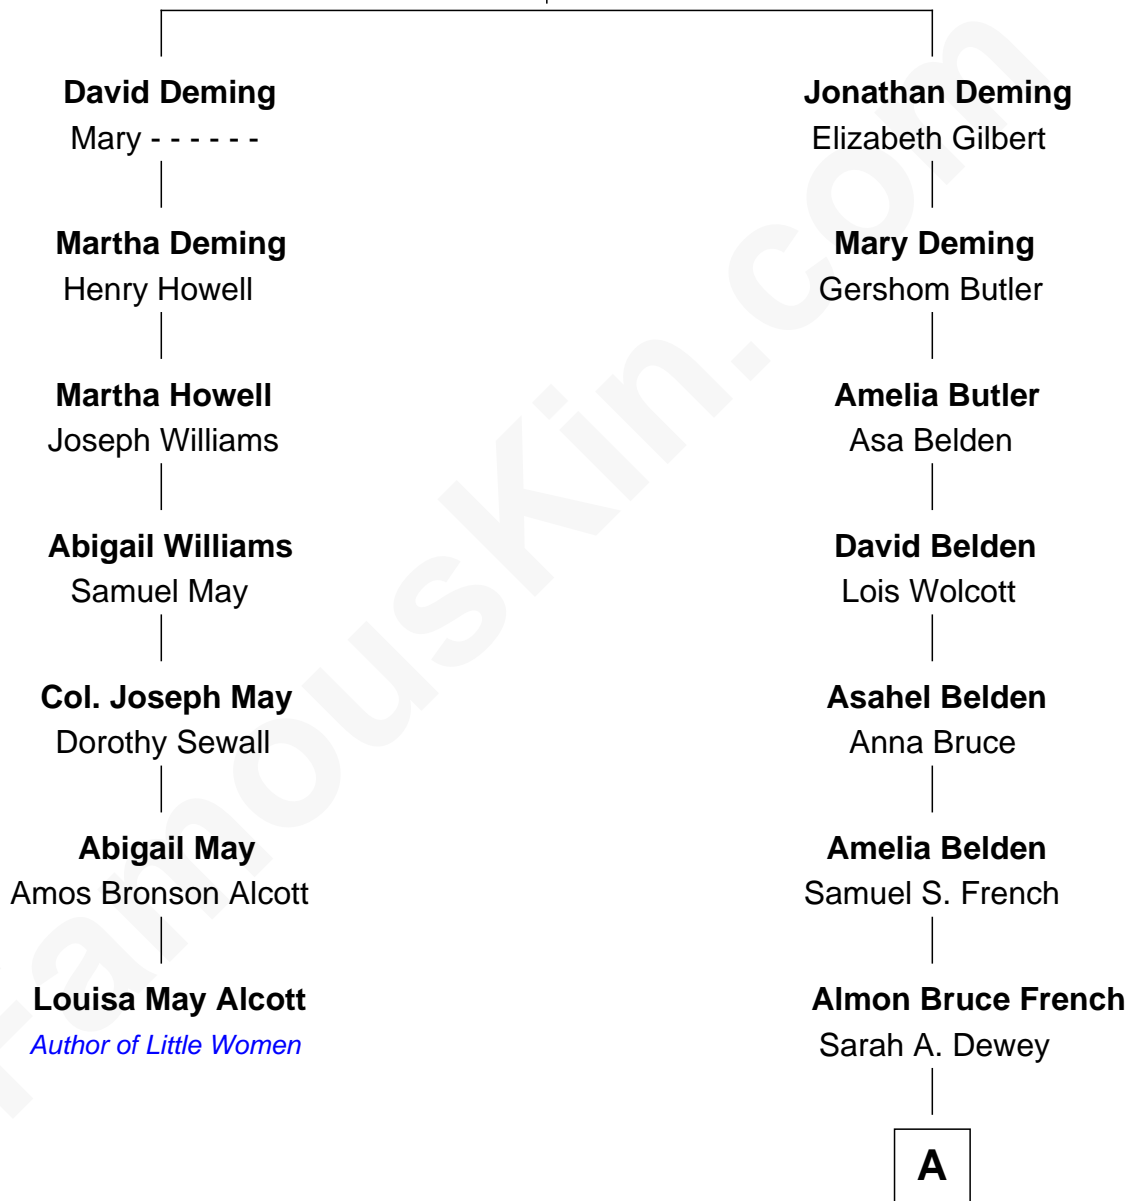 David Deming
Mary - - - - - -
Martha Deming
Henry Howell
Martha Howell
Joseph Williams
Abigail Williams
Samuel May
Col. Joseph May
Dorothy Sewall
Abigail May
Amos Bronson Alcott
Louisa May Alcott
Author of Little Women
Jonathan Deming
Elizabeth Gilbert
Mary Deming
Gershom Butler
Amelia Butler
Asa Belden
David Belden
Lois Wolcott
Asahel Belden
Anna Bruce
Amelia Belden
Samuel S. French
Almon Bruce French
Sarah A. Dewey
A
FamousKin.com